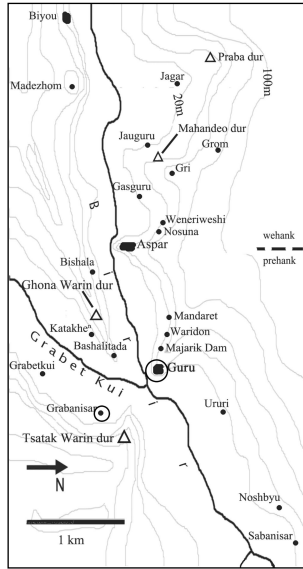 Biyou
Praba dur
Madezhom
Jagar
100m
20m
Mahandeo dur
Jauguru
Grom
Gri
Gasguru
Weneriweshi
Nosuna
Aspar
wehank
prehank
Bishala
Ghona Warin dur
Birir
Mandaret
Katakheⁿ
Waridon
Bashalitada
Majarik Dam
Grabet Kui
Guru
Grabetkui
Grabanisar
Ururi
Tsatak Warin dur
N
Noshbyu
1 km
Sabanisar